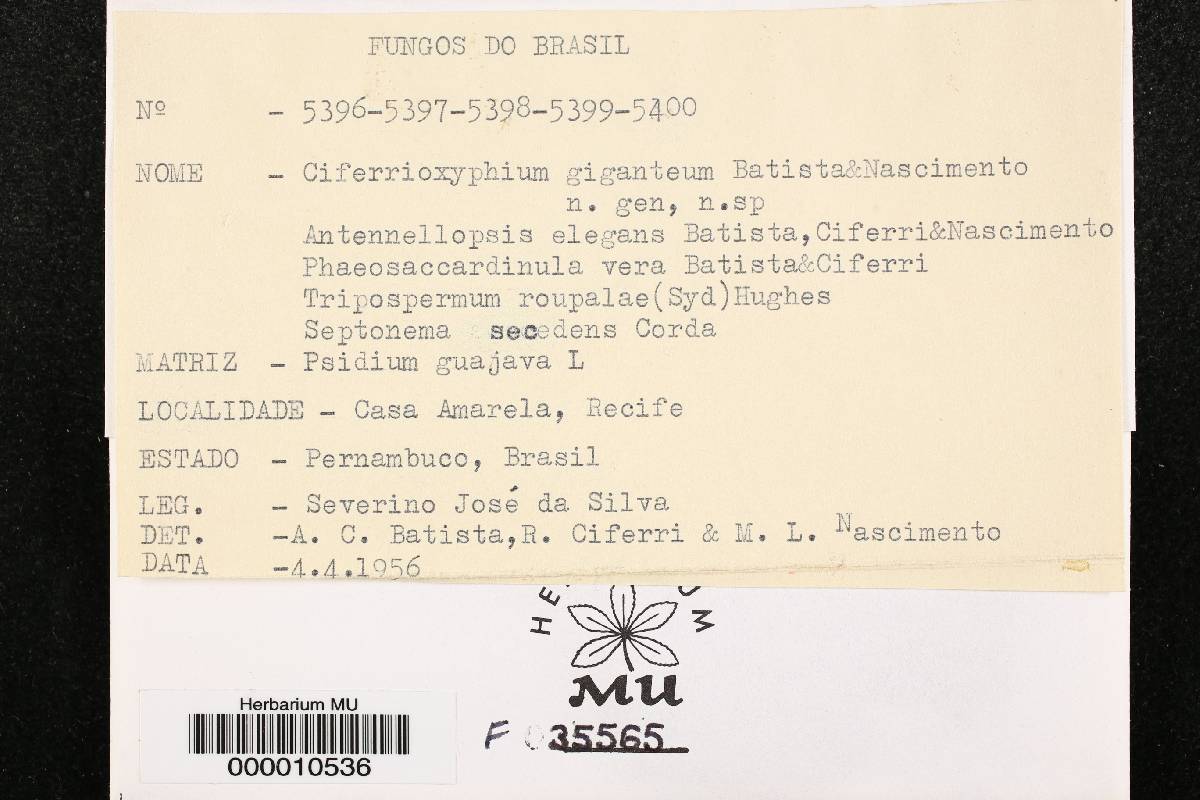 FUNGOS DO BRASIL
Nº - 5396-5397-5398-5399-5400
NOME - Ciferrioxyphium giganteum Batista&Nascimento
n. gen, n.sp
Antennellopsis elegans Batista,Ciferri&Nascimento
Phaeosaccardinula vera Batista&Ciferri
Tripospermum roupalae(Syd)Hughes
Septonema secedens Corda
MATRIZ - Psidium guajava L
LOCALIDADE - Casa Amarela, Recife
ESTADO - Pernambuco, Brasil
LEG. - Severino José da Silva
DET. -A. C. Batista,R. Ciferri & M. L. Nascimento
DATA -4.4.1956
MU
Herbarium MU
000010536
F 035565